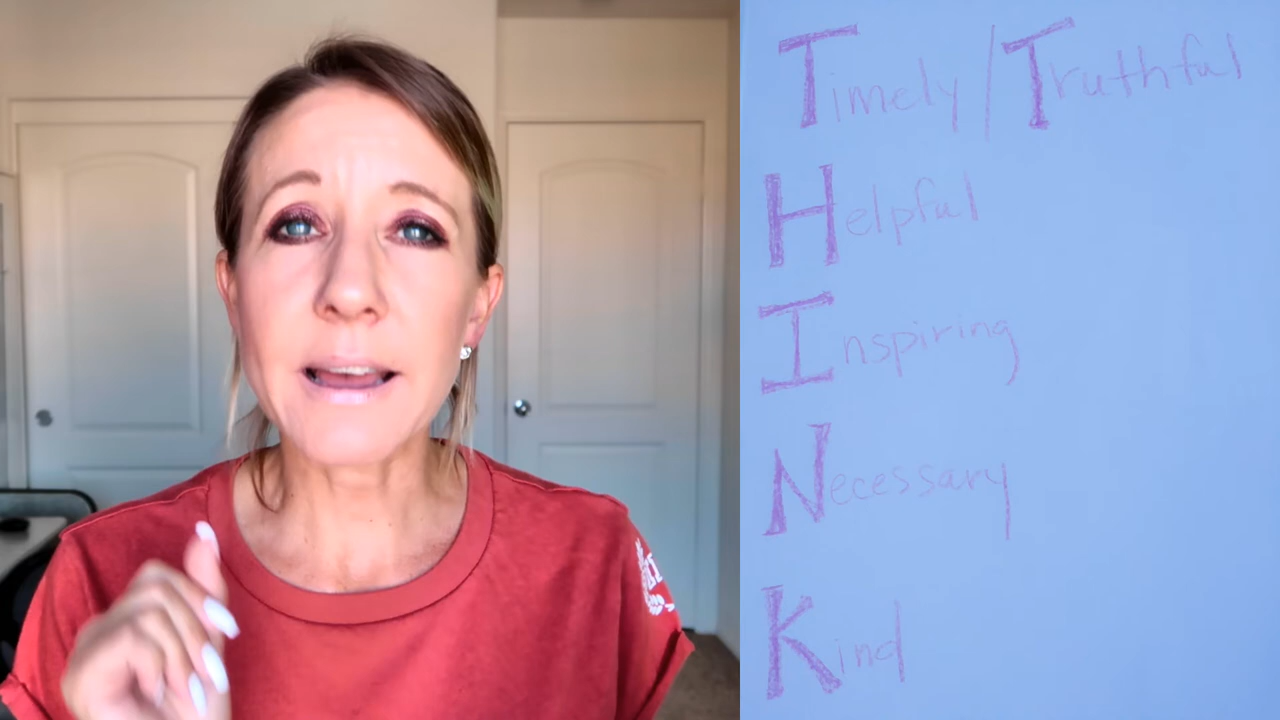 Timely/Truthful
Helpful
Inspiring
Necessary
Kind